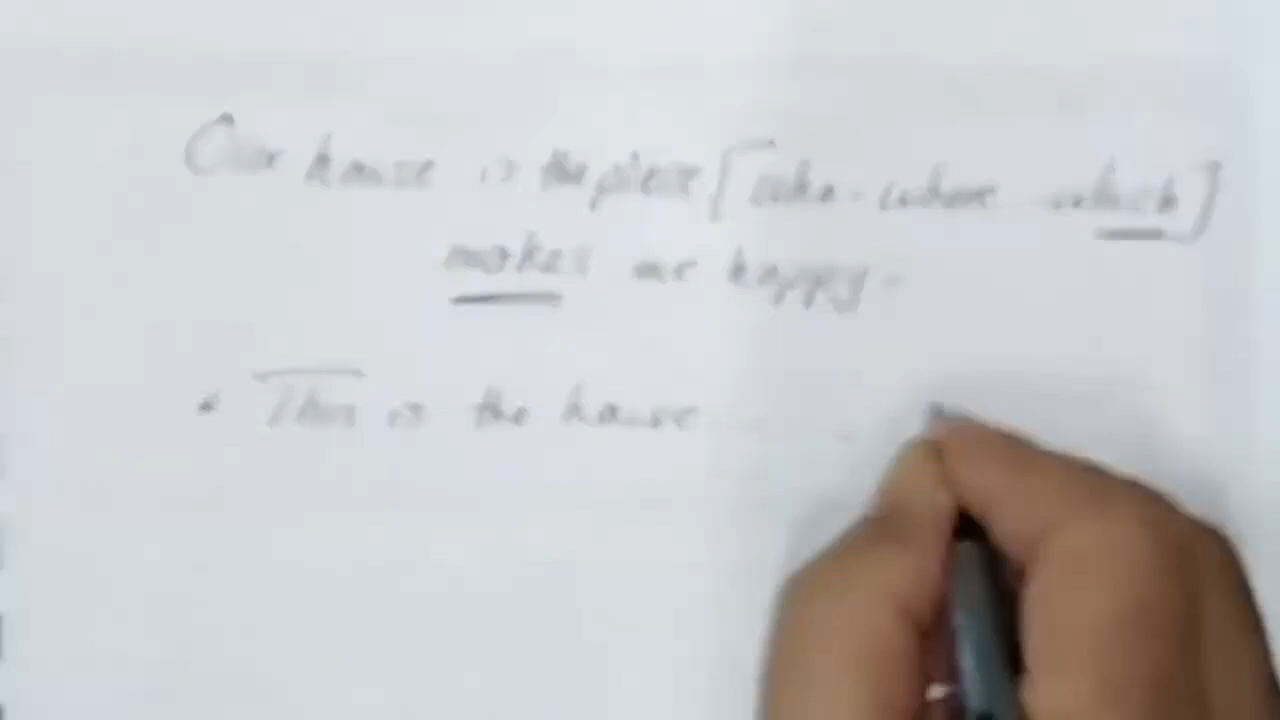 Our house is the place [who - where - which]
makes me happy.
• This is the house .....